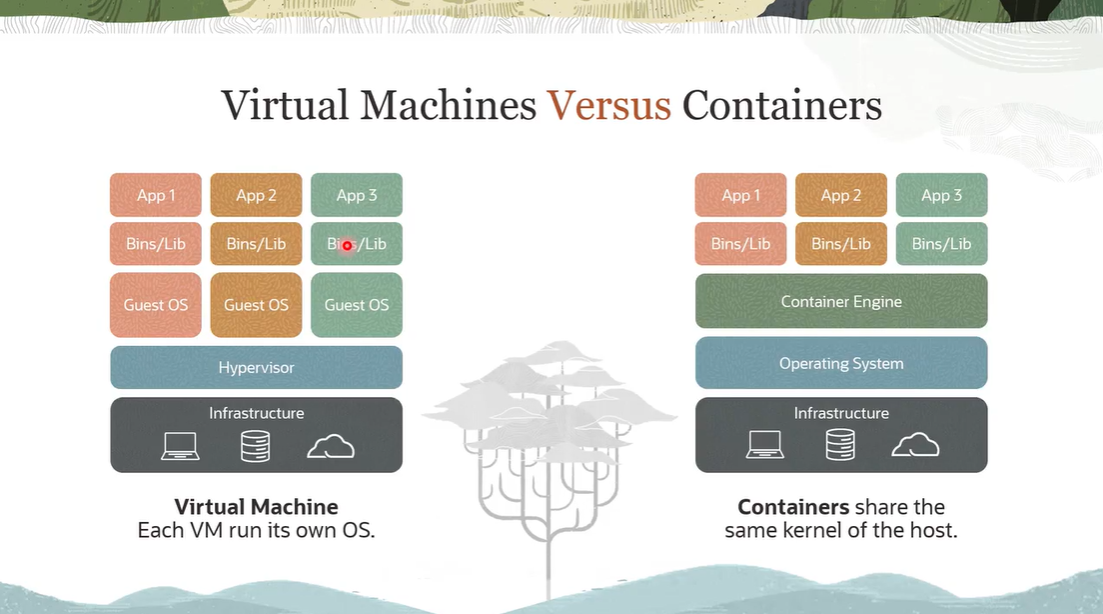 Virtual Machines Versus Containers
App 1
App 2
App 3
Bins/Lib
Bins/Lib
Bins/Lib
Guest OS
Guest OS
Guest OS
Hypervisor
Infrastructure
Virtual Machine
Each VM run its own OS.
App 1
App 2
App 3
Bins/Lib
Bins/Lib
Bins/Lib
Container Engine
Operating System
Infrastructure
Containers share the
same kernel of the host.